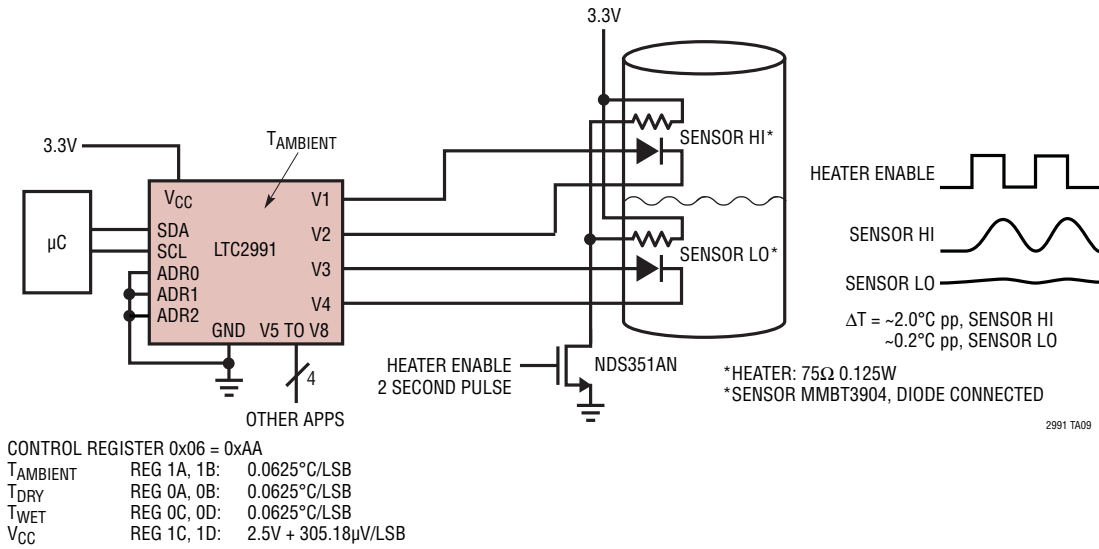 3.3V
3.3V
TAMBIENT
VCC
SDA
SCL
ADR0
ADR1
ADR2
GND
LTC2991
V1
V2
V3
V4
V5 TO V8
µC
4
OTHER APPS
SENSOR HI*
SENSOR LO*
HEATER ENABLE
2 SECOND PULSE
NDS351AN
HEATER ENABLE
SENSOR HI
SENSOR LO
ΔT = ~2.0°C pp, SENSOR HI
~0.2°C pp, SENSOR LO
*HEATER: 75Ω 0.125W
*SENSOR MMBT3904, DIODE CONNECTED
2991 TA09
CONTROL REGISTER 0x06 = 0xAA
TAMBIENT REG 1A, 1B: 0.0625°C/LSB
TDRY REG 0A, 0B: 0.0625°C/LSB
TWET REG 0C, 0D: 0.0625°C/LSB
VCC REG 1C, 1D: 2.5V + 305.18µV/LSB